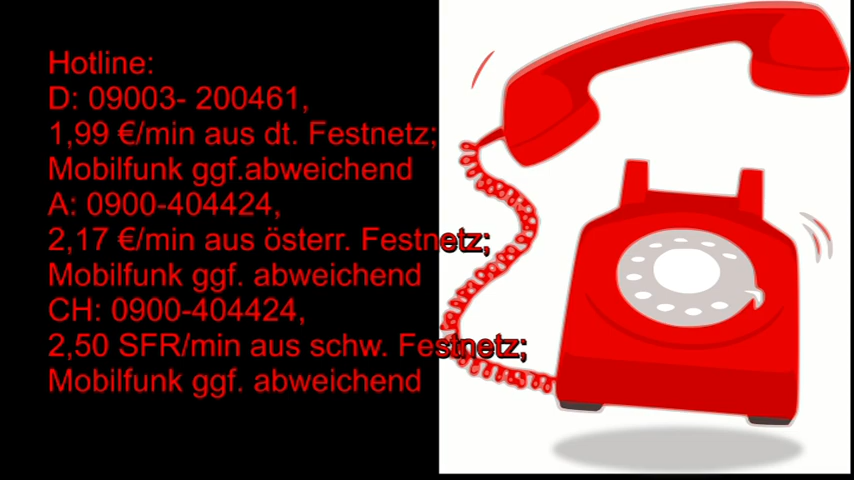 Hotline:
D: 09003- 200461,
1,99 €/min aus dt. Festnetz;
Mobilfunk ggf.abweichend
A: 0900-404424,
2,17 €/min aus österr. Festnetz;
Mobilfunk ggf. abweichend
CH: 0900-404424,
2,50 SFR/min aus schw. Festnetz;
Mobilfunk ggf. abweichend